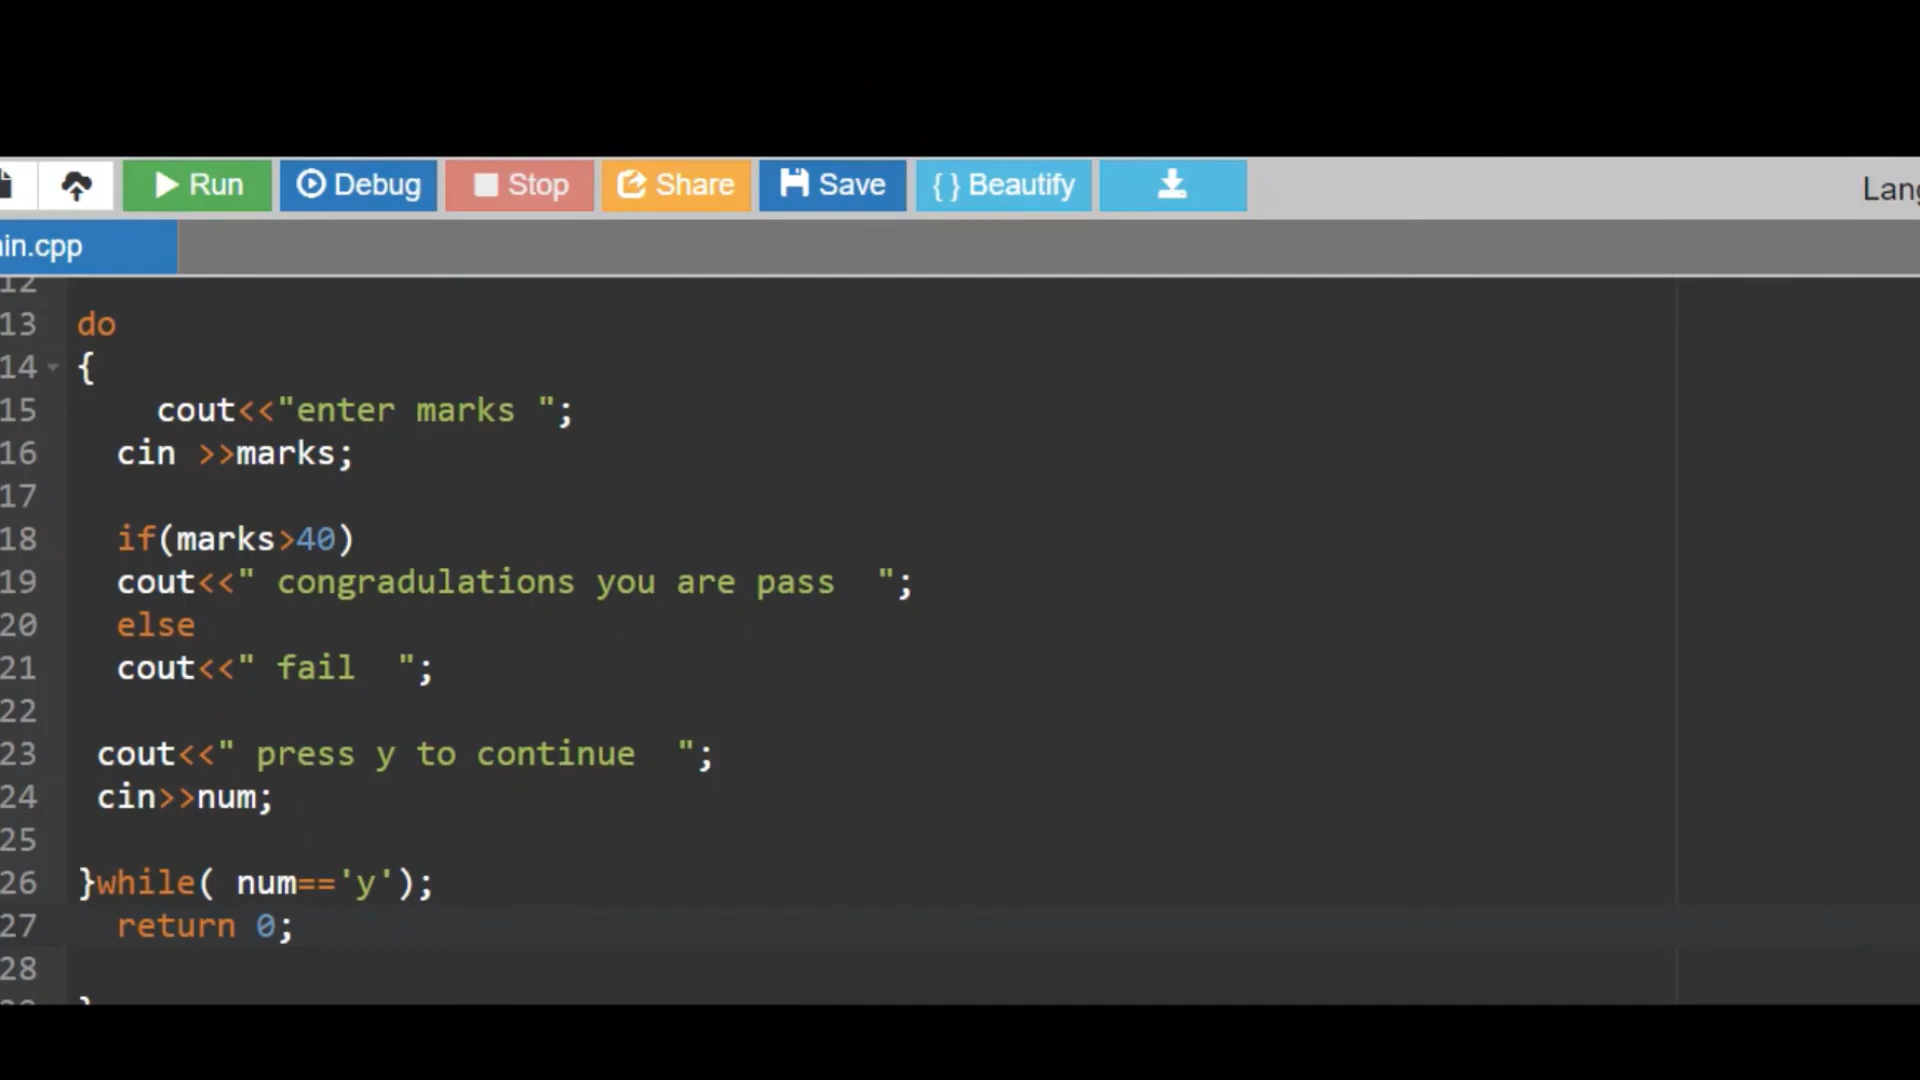 Run Debug Stop Share Save {} Beautify Lang
in.cpp
12
13 do
14 {
15 cout<<"enter marks ";
16 cin >>marks;
17
18 if(marks>40)
19 cout<<" congradulations you are pass  ";
20 else
21 cout<<" fail  ";
22
23 cout<<" press y to continue  ";
24 cin>>num;
25
26 }while( num=='y');
27 return 0;
28